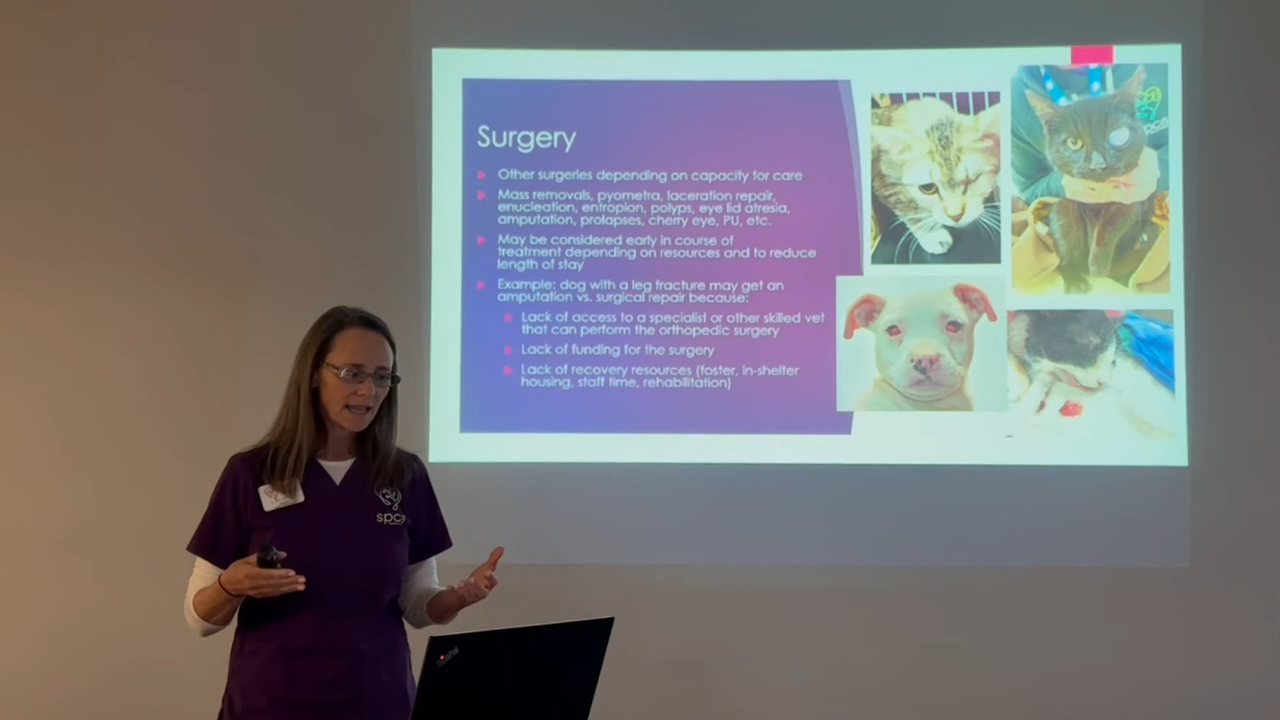 Surgery
Other surgeries depending on capacity for care
Mass removals, pyometra, laceration repair,
enucleation, entropion, polyps, eye lid atresia,
amputation, prolapses, cherry eye, PU, etc.
May be considered early in course of
treatment depending on resources and to reduce
length of stay
Example: dog with a leg fracture may get an
amputation vs. surgical repair because:
Lack of access to a specialist or other skilled vet
that can perform the orthopedic surgery
Lack of funding for the surgery
Lack of recovery resources (foster, in-shelter
housing, staff time, rehabilitation)
spca
spca
ThinkPad